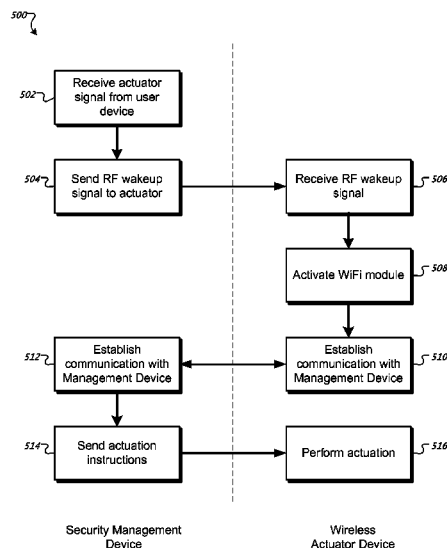 500
502
Receive actuator
signal from user
device
504
Send RF wakeup
signal to actuator
Receive RF wakeup
signal
506
Activate WiFi module
508
512
Establish
communication with
Management Device
Establish
communication with
Management Device
510
514
Send actuation
instructions
Perform actuation
516
Security Management
Device
Wireless
Actuator Device